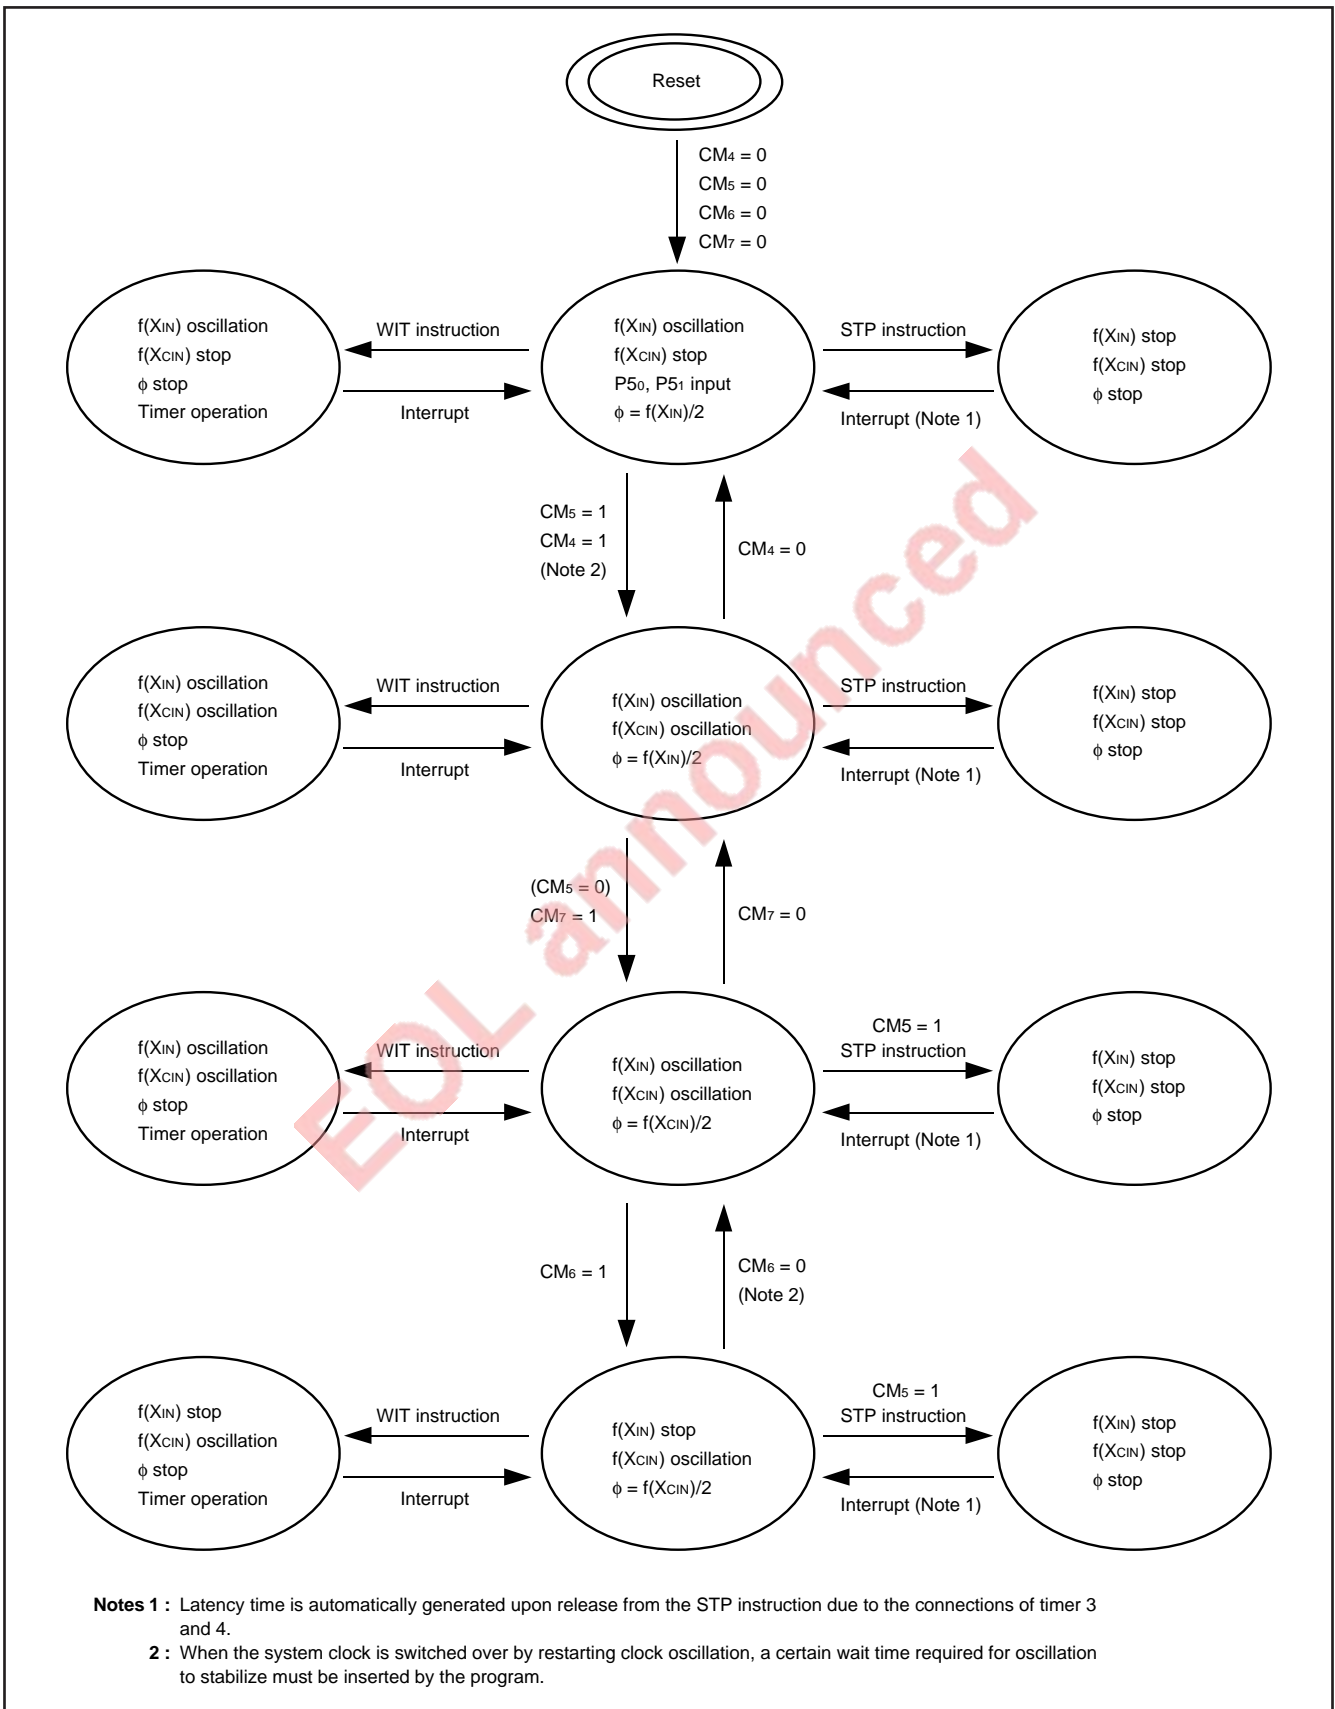 Reset
CM4 = 0
CM5 = 0
CM6 = 0
CM7 = 0
f(XIN) oscillation
f(XCIN) stop
φ stop
Timer operation
WIT instruction
Interrupt
f(XIN) oscillation
f(XCIN) stop
P50, P51 input
φ = f(XIN)/2
STP instruction
Interrupt (Note 1)
f(XIN) stop
f(XCIN) stop
φ stop
CM5 = 1
CM4 = 1
(Note 2)
CM4 = 0
f(XIN) oscillation
f(XCIN) oscillation
φ stop
Timer operation
WIT instruction
Interrupt
f(XIN) oscillation
f(XCIN) oscillation
φ = f(XIN)/2
STP instruction
Interrupt (Note 1)
f(XIN) stop
f(XCIN) stop
φ stop
(CM5 = 0)
CM7 = 1
CM7 = 0
EOL announced
f(XIN) oscillation
f(XCIN) oscillation
φ stop
Timer operation
WIT instruction
Interrupt
f(XIN) oscillation
f(XCIN) oscillation
φ = f(XCIN)/2
CM5 = 1
STP instruction
Interrupt (Note 1)
f(XIN) stop
f(XCIN) stop
φ stop
CM6 = 1
CM6 = 0
(Note 2)
f(XIN) stop
f(XCIN) oscillation
φ stop
Timer operation
WIT instruction
Interrupt
f(XIN) stop
f(XCIN) oscillation
φ = f(XCIN)/2
CM5 = 1
STP instruction
Interrupt (Note 1)
f(XIN) stop
f(XCIN) stop
φ stop
Notes 1 : Latency time is automatically generated upon release from the STP instruction due to the connections of timer 3
and 4.
2 : When the system clock is switched over by restarting clock oscillation, a certain wait time required for oscillation
to stabilize must be inserted by the program.